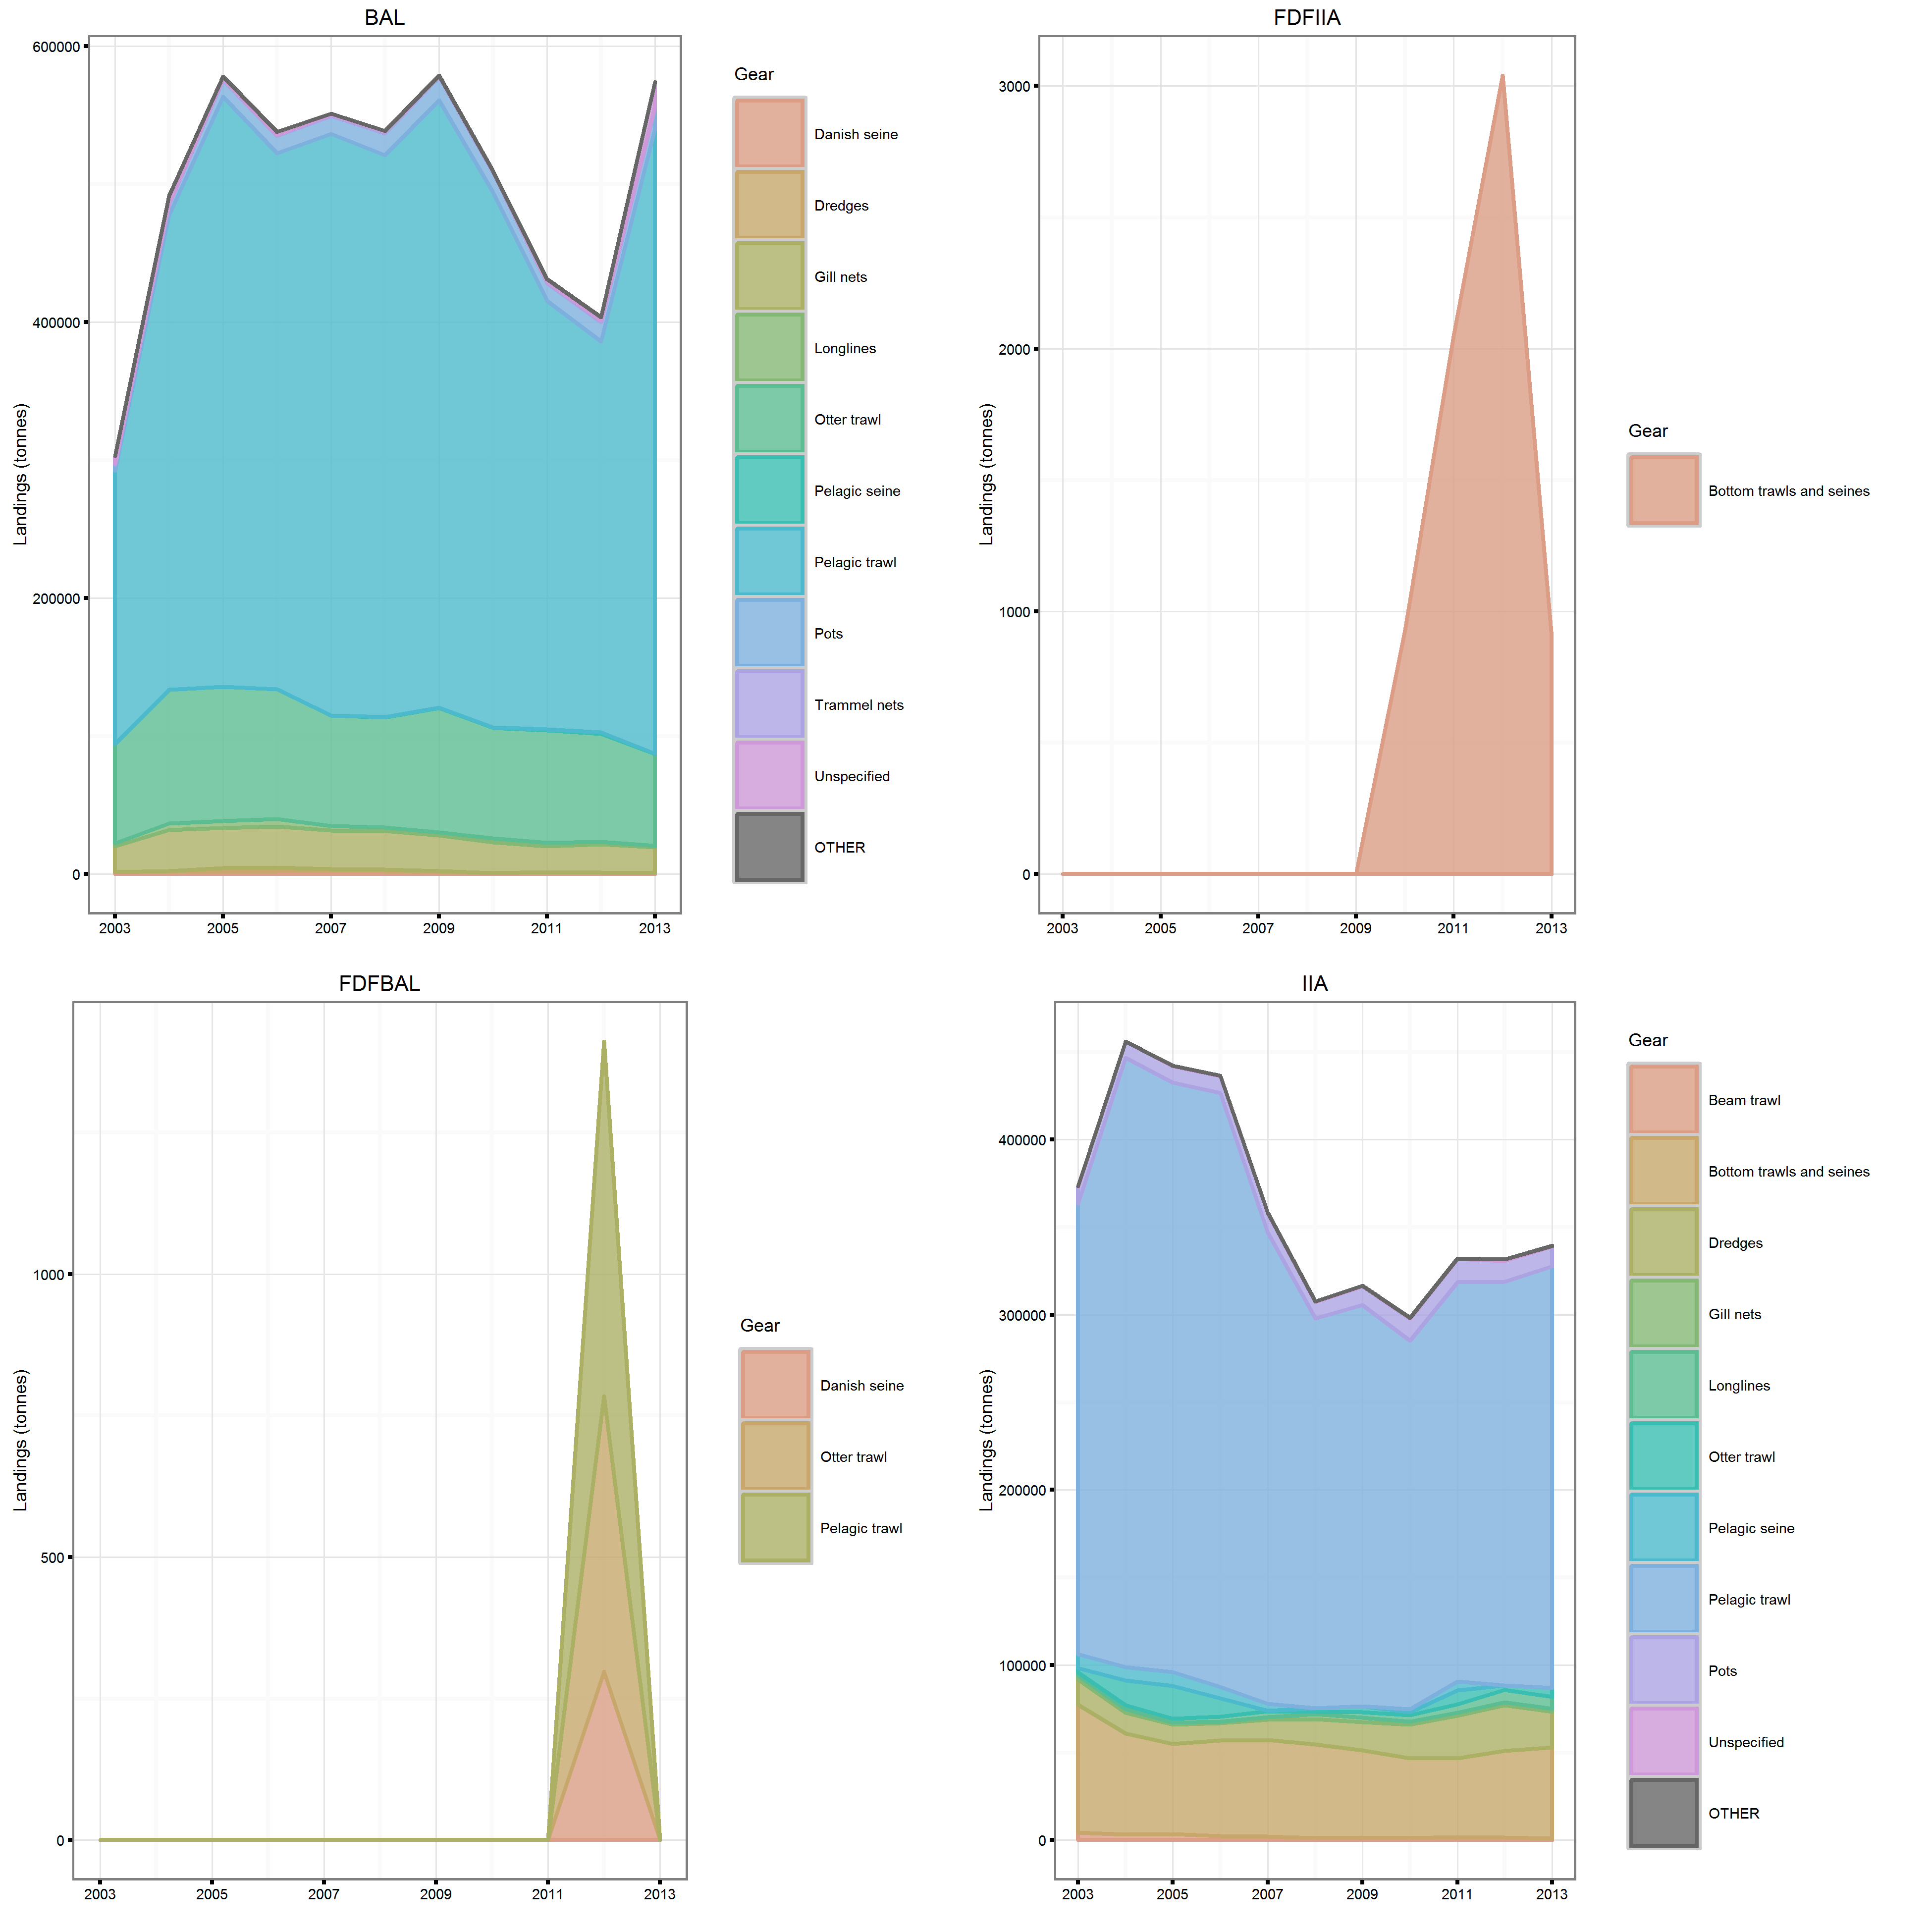 BAL
600000
400000
200000
0
Landings (tonnes)
2003 2005 2007 2009 2011 2013
Gear
Danish seine
Dredges
Gill nets
Longlines
Otter trawl
Pelagic seine
Pelagic trawl
Pots
Trammel nets
Unspecified
OTHER
FDFIIA
3000
2000
1000
0
Landings (tonnes)
2003 2005 2007 2009 2011 2013
Gear
Bottom trawls and seines
FDFBAL
1000
500
0
Landings (tonnes)
2003 2005 2007 2009 2011 2013
Gear
Danish seine
Otter trawl
Pelagic trawl
IIA
400000
300000
200000
100000
0
Landings (tonnes)
2003 2005 2007 2009 2011 2013
Gear
Beam trawl
Bottom trawls and seines
Dredges
Gill nets
Longlines
Otter trawl
Pelagic seine
Pelagic trawl
Pots
Unspecified
OTHER